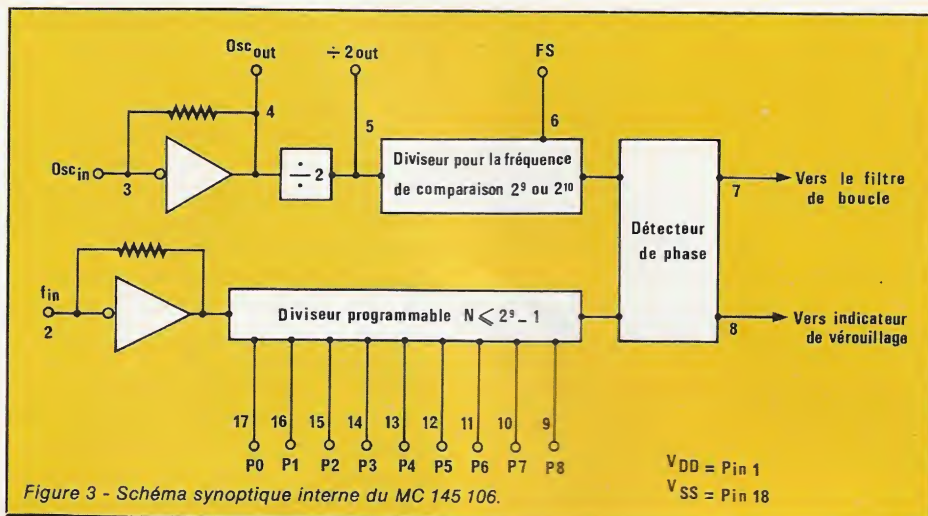 Osc out
÷ 2 out
FS
4
5
6
Osc in
3
÷ 2
Diviseur pour la fréquence
de comparaison 2⁹ ou 2¹⁰
7
Vers le filtre
de boucle
Détecteur
de phase
f in
2
Diviseur programmable N ⩽ 2⁹ – 1
8
Vers indicateur
de vérouillage
17 16 15 14 13 12 11 10 9
P0 P1 P2 P3 P4 P5 P6 P7 P8
VDD = Pin 1
VSS = Pin 18
Figure 3 - Schéma synoptique interne du MC 145 106.